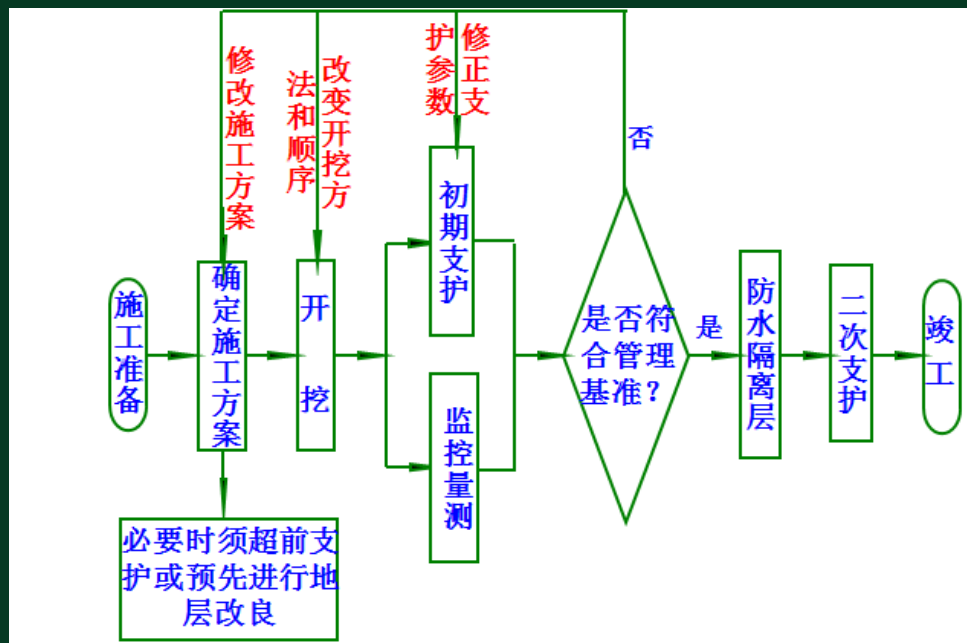 修改施工方案
改变开挖方
法和顺序
修正支
护参数
否
施工准备
确定施工方案
开挖
初期支护
监控量测
是否符
合管理
基准？
是
防水隔离层
二次支护
竣工
必要时须超前支
护或预先进行地
层改良